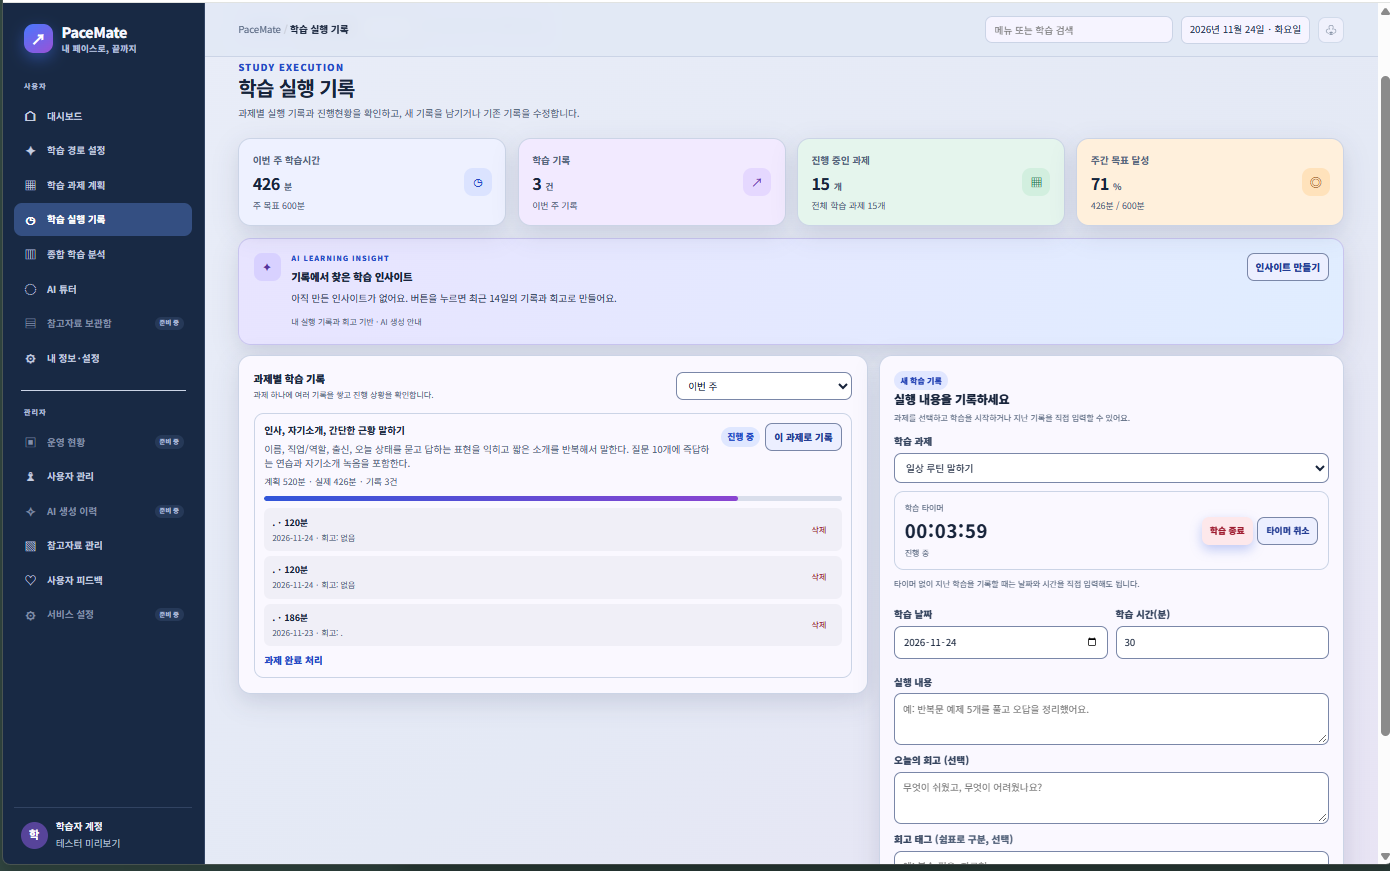 PaceMate
내 페이스로, 끝까지
사용자
대시보드
학습 경로 설정
학습 과제 계획
학습 실행 기록
종합 학습 분석
AI 튜터
참고자료 보관함 준비 중
내 정보·설정
관리자
운영 현황 준비 중
사용자 관리
AI 생성 이력 준비 중
참고자료 관리
사용자 피드백
서비스 설정 준비 중
학
학습자 계정
테스터 미리보기
PaceMate / 학습 실행 기록
메뉴 또는 학습 검색
2026년 11월 24일 · 화요일
STUDY EXECUTION
학습 실행 기록
과제별 실행 기록과 진행현황을 확인하고, 새 기록을 남기거나 기존 기록을 수정합니다.
이번 주 학습시간
426 분
주 목표 600분
학습 기록
3 건
이번 주 기록
진행 중인 과제
15 개
전체 학습 과제 15개
주간 목표 달성
71 %
426분 / 600분
AI LEARNING INSIGHT
기록에서 찾은 학습 인사이트
아직 만든 인사이트가 없어요. 버튼을 누르면 최근 14일의 기록과 회고로 만들어요.
내 실행 기록과 회고 기반 · AI 생성 안내
인사이트 만들기
과제별 학습 기록
과제 하나에 여러 기록을 쌓고 진행 상황을 확인합니다.
이번 주
인사, 자기소개, 간단한 근황 말하기
진행 중
이 과제로 기록
이름, 직업/역할, 출신, 오늘 상태를 묻고 답하는 표현을 익히고 짧은 소개를 반복해서 말한다. 질문 10개에 즉답하
는 연습과 자기소개 녹음을 포함한다.
계획 520분 · 실제 426분 · 기록 3건
. · 120분
2026-11-24 · 회고: 없음
삭제
. · 120분
2026-11-24 · 회고: 없음
삭제
. · 186분
2026-11-23 · 회고: .
삭제
과제 완료 처리
새 학습 기록
실행 내용을 기록하세요
과제를 선택하고 학습을 시작하거나 지난 기록을 직접 입력할 수 있어요.
학습 과제
일상 루틴 말하기
학습 타이머
00:03:59
진행 중
학습 종료
타이머 취소
타이머 없이 지난 학습을 기록할 때는 날짜와 시간을 직접 입력해도 됩니다.
학습 날짜
2026-11-24
학습 시간(분)
30
실행 내용
예: 반복문 예제 5개를 풀고 오답을 정리했어요.
오늘의 회고 (선택)
무엇이 쉬웠고, 무엇이 어려웠나요?
회고 태그 (쉼표로 구분, 선택)